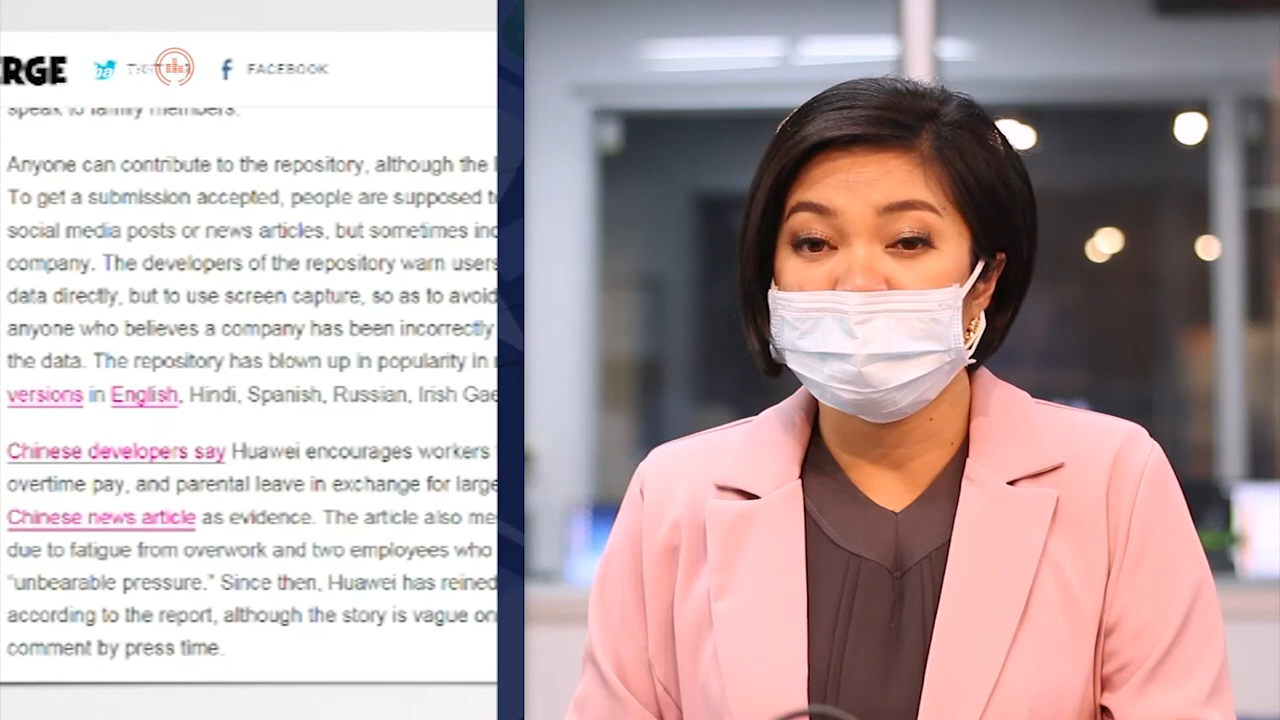 ERGE
FACEBOOK
speak to family members.
Anyone can contribute to the repository, although the
To get a submission accepted, people are supposed
social media posts or news articles, but sometimes
company. The developers of the repository warn users
data directly, but to use screen capture, so as to avoid
anyone who believes a company has been incorrectly
the data. The repository has blown up in popularity in
versions in English, Hindi, Spanish, Russian, Irish
Chinese developers say Huawei encourages workers
overtime pay, and parental leave in exchange for large
Chinese news article as evidence. The article also
due to fatigue from overwork and two employees who
"unbearable pressure." Since then, Huawei has reined
according to the report, although the story is vague on
comment by press time.